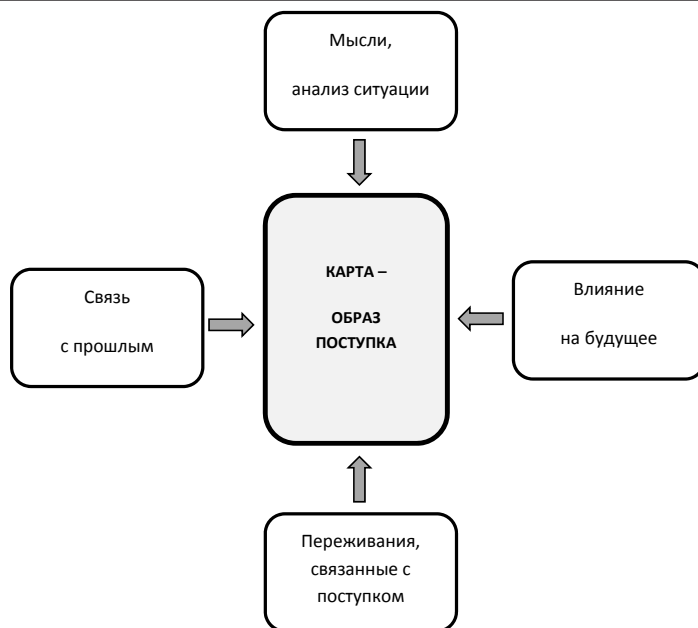 Мысли,
анализ ситуации
КАРТА –
ОБРАЗ
ПОСТУПКА
Связь
с прошлым
Влияние
на будущее
Переживания,
связанные с
поступком